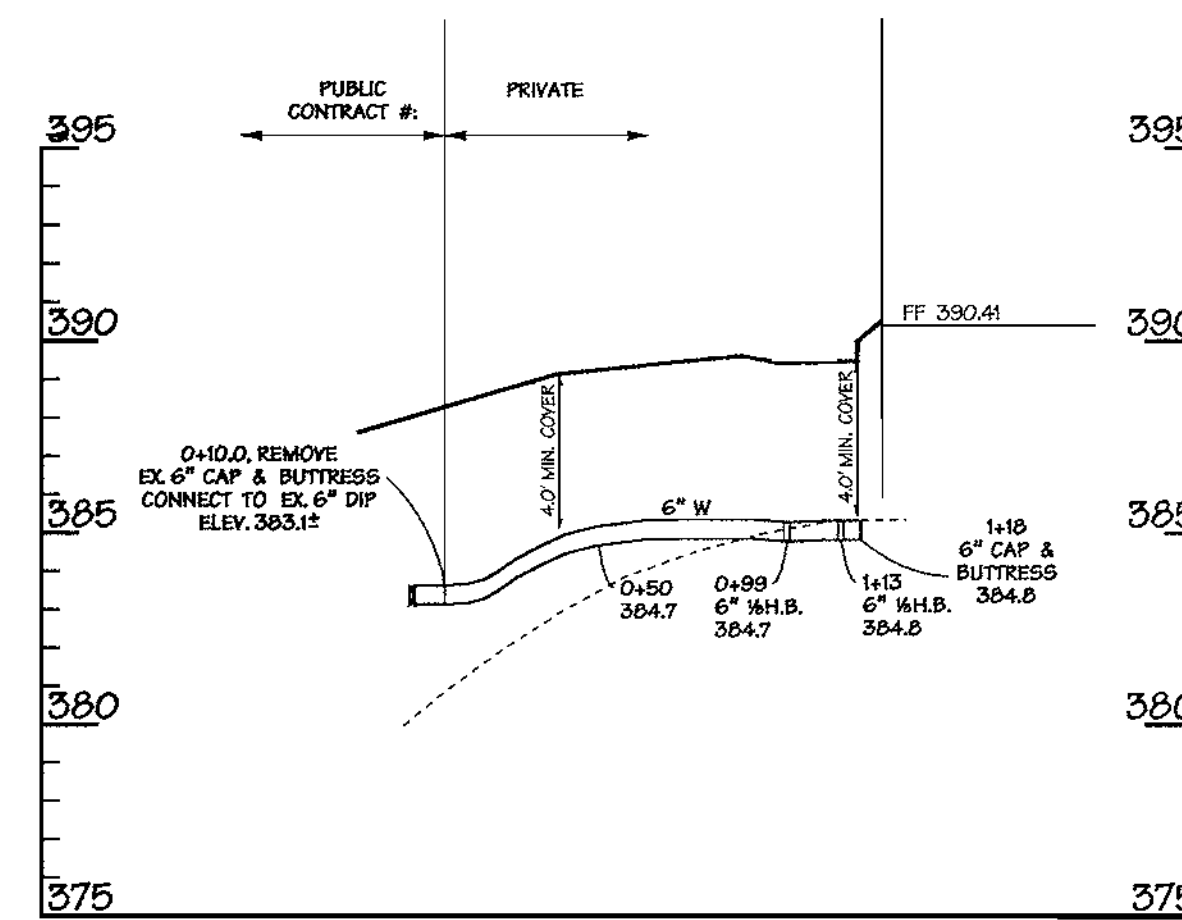 PUBLIC
CONTRACT #:
PRIVATE
395
395
390
390
FF 390.41
4.0' MIN. COVER
4.0' MIN. COVER
0+10.0, REMOVE
EX. 6" CAP & BUTTRESS
CONNECT TO EX. 6" DIP
ELEV. 383.1±
385
385
6" W
0+50
384.7
0+99
6" ⅛H.B.
384.7
1+13
6" ⅛H.B.
384.8
1+18
6" CAP &
BUTTRESS
384.8
380
380
375
375